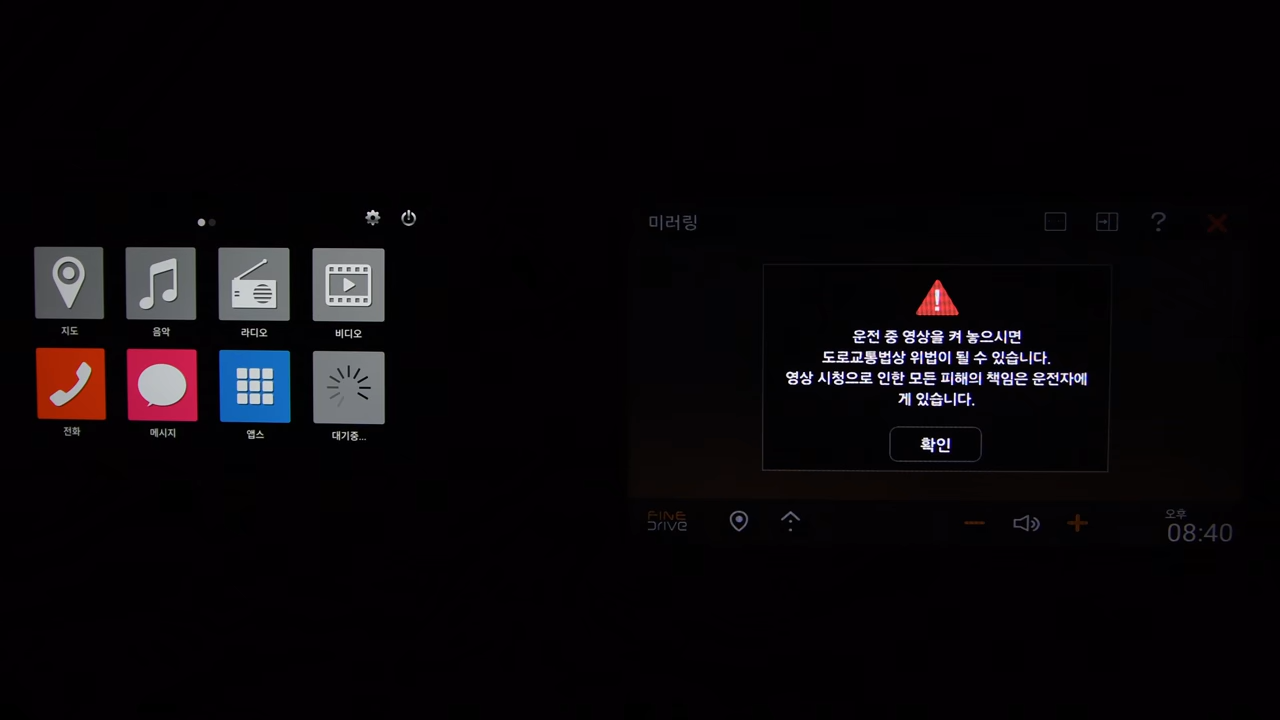 지도
음악
라디오
비디오
전화
메시지
앱스
대기중...
미러링
?
운전 중 영상을 켜 놓으시면
도로교통법상 위법이 될 수 있습니다.
영상 시청으로 인한 모든 피해의 책임은 운전자에
게 있습니다.
확인
FINE
DRIVE
오후
08:40